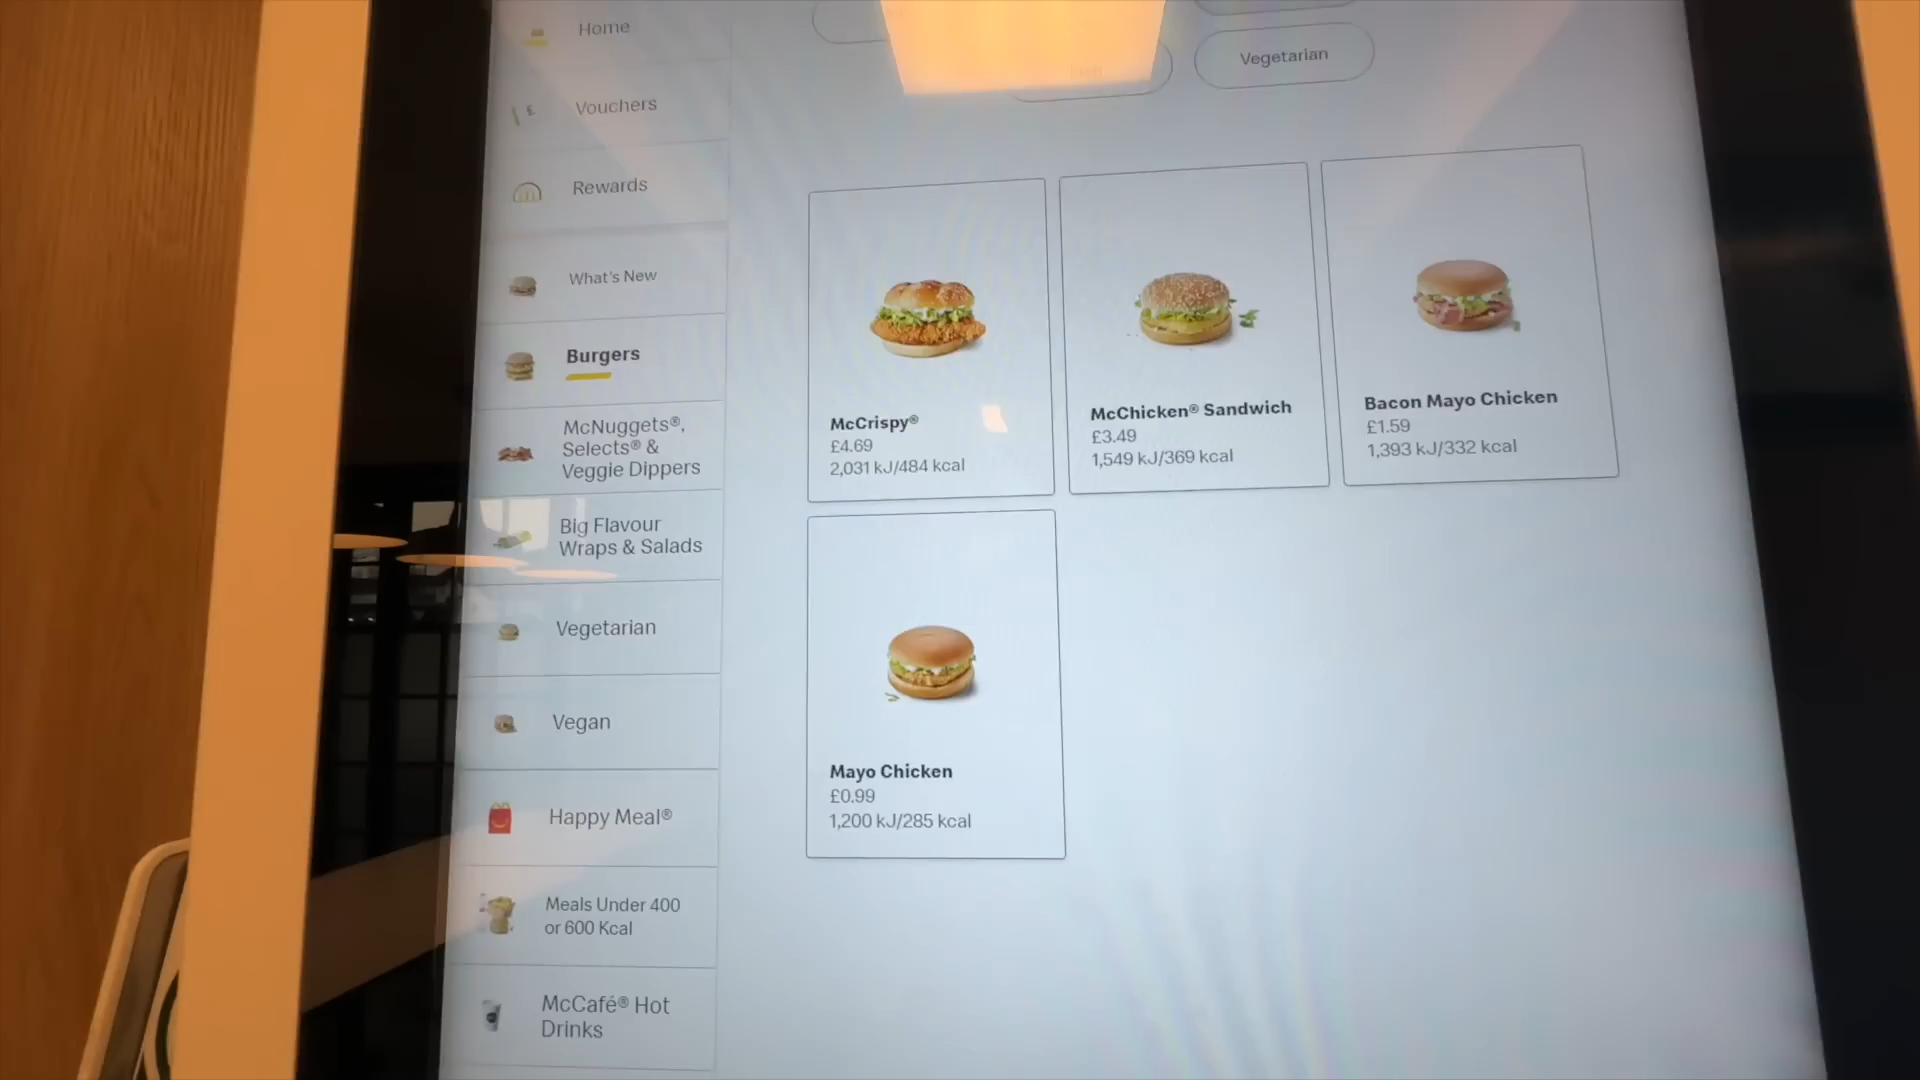 Home
Vouchers
Rewards
What's New
Burgers
McNuggets®,
Selects® &
Veggie Dippers
Big Flavour
Wraps & Salads
Vegetarian
Vegan
Happy Meal®
Meals Under 400
or 600 Kcal
McCafé® Hot
Drinks
Vegetarian
McCrispy®
£4.69
2,031 kJ/484 kcal
McChicken® Sandwich
£3.49
1,549 kJ/369 kcal
Bacon Mayo Chicken
£1.59
1,393 kJ/332 kcal
Mayo Chicken
£0.99
1,200 kJ/285 kcal